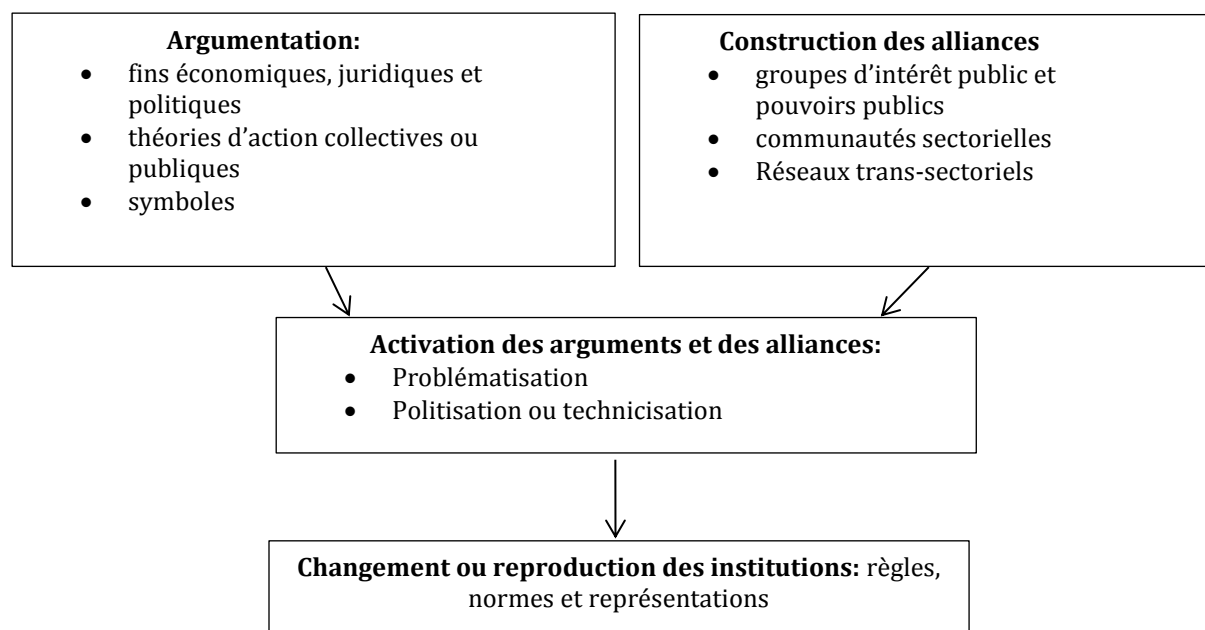 Argumentation:
• fins économiques, juridiques et
politiques
• théories d’action collectives ou
publiques
• symboles
Construction des alliances
• groupes d’intérêt public et
pouvoirs publics
• communautés sectorielles
• Réseaux trans-sectoriels
Activation des arguments et des alliances:
• Problématisation
• Politisation ou technicisation
Changement ou reproduction des institutions: règles,
normes et représentations